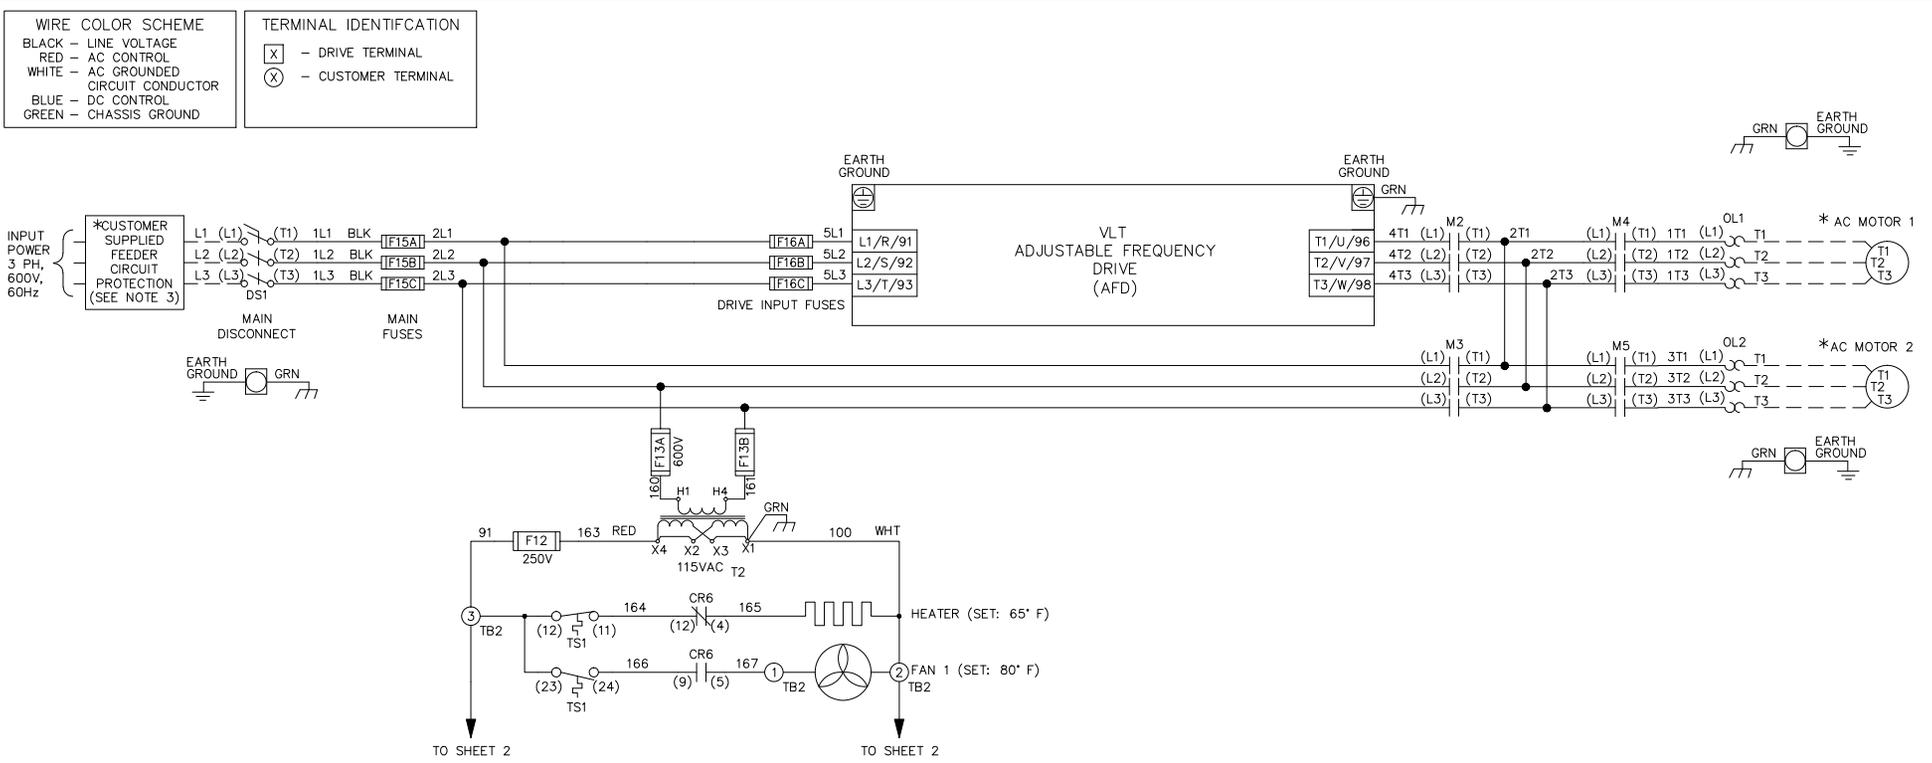 WIRE COLOR SCHEME
BLACK – LINE VOLTAGE
RED – AC CONTROL
WHITE – AC GROUNDED
CIRCUIT CONDUCTOR
BLUE – DC CONTROL
GREEN – CHASSIS GROUND
TERMINAL IDENTIFCATION
X – DRIVE TERMINAL
X – CUSTOMER TERMINAL
GRN
EARTH
GROUND
EARTH
GROUND
EARTH
GROUND
GRN
INPUT
POWER
3 PH,
600V,
60Hz
*CUSTOMER
SUPPLIED
FEEDER
CIRCUIT
PROTECTION
(SEE NOTE 3)
L1 (L1) (T1) 1L1 BLK F15A 2L1
L2 (L2) (T2) 1L2 BLK F15B 2L2
L3 (L3) (T3) 1L3 BLK F15C 2L3
DS1
MAIN
DISCONNECT
MAIN
FUSES
F16A 5L1 L1/R/91
F16B 5L2 L2/S/92
F16C 5L3 L3/T/93
DRIVE INPUT FUSES
VLT
ADJUSTABLE FREQUENCY
DRIVE
(AFD)
M2 M4 OL1 * AC MOTOR 1
T1/U/96 4T1 (L1) (T1) 2T1 (L1) (T1) 1T1 (L1) T1
T2/V/97 4T2 (L2) (T2) 2T2 (L2) (T2) 1T2 (L2) T2
T3/W/98 4T3 (L3) (T3) 2T3 (L3) (T3) 1T3 (L3) T3
T1
T2
T3
EARTH
GROUND
GRN
M3 M5 OL2 *AC MOTOR 2
(L1) (T1) (L1) (T1) 3T1 (L1) T1
(L2) (T2) (L2) (T2) 3T2 (L2) T2
(L3) (T3) (L3) (T3) 3T3 (L3) T3
T1
T2
T3
GRN
EARTH
GROUND
F13A
600V
F13B
160
161
H1 H4
GRN
91 F12 163 RED
250V
X4 X2 X3 X1
115VAC T2
100 WHT
3
TB2
(12) (11)
TS1
164 CR6 165
(12) (4)
HEATER (SET: 65° F)
(23) (24)
TS1
166 CR6 167
(9) (5)
1
TB2
2
TB2
FAN 1 (SET: 80° F)
TO SHEET 2
TO SHEET 2